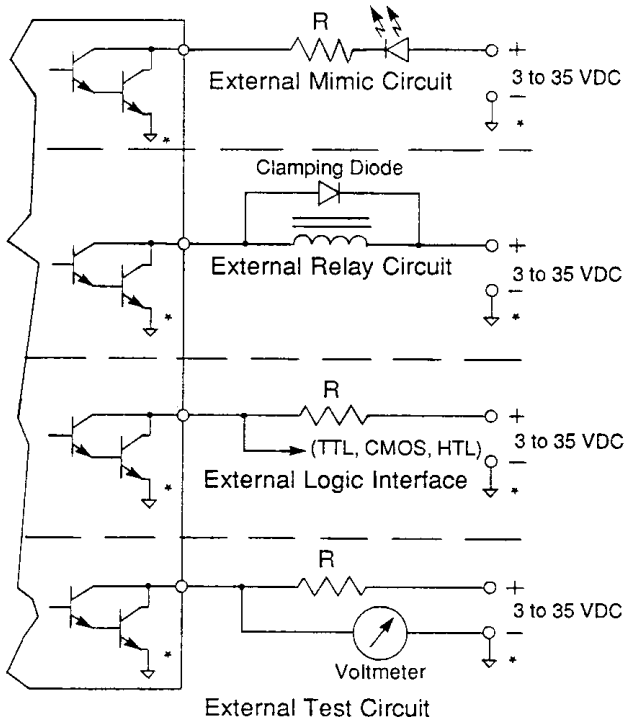 R
+
External Mimic Circuit
3 to 35 VDC
−
*
*
Clamping Diode
+
External Relay Circuit
3 to 35 VDC
−
*
*
R
+
3 to 35 VDC
(TTL, CMOS, HTL)
−
External Logic Interface
*
*
R
+
3 to 35 VDC
−
*
*
Voltmeter
External Test Circuit